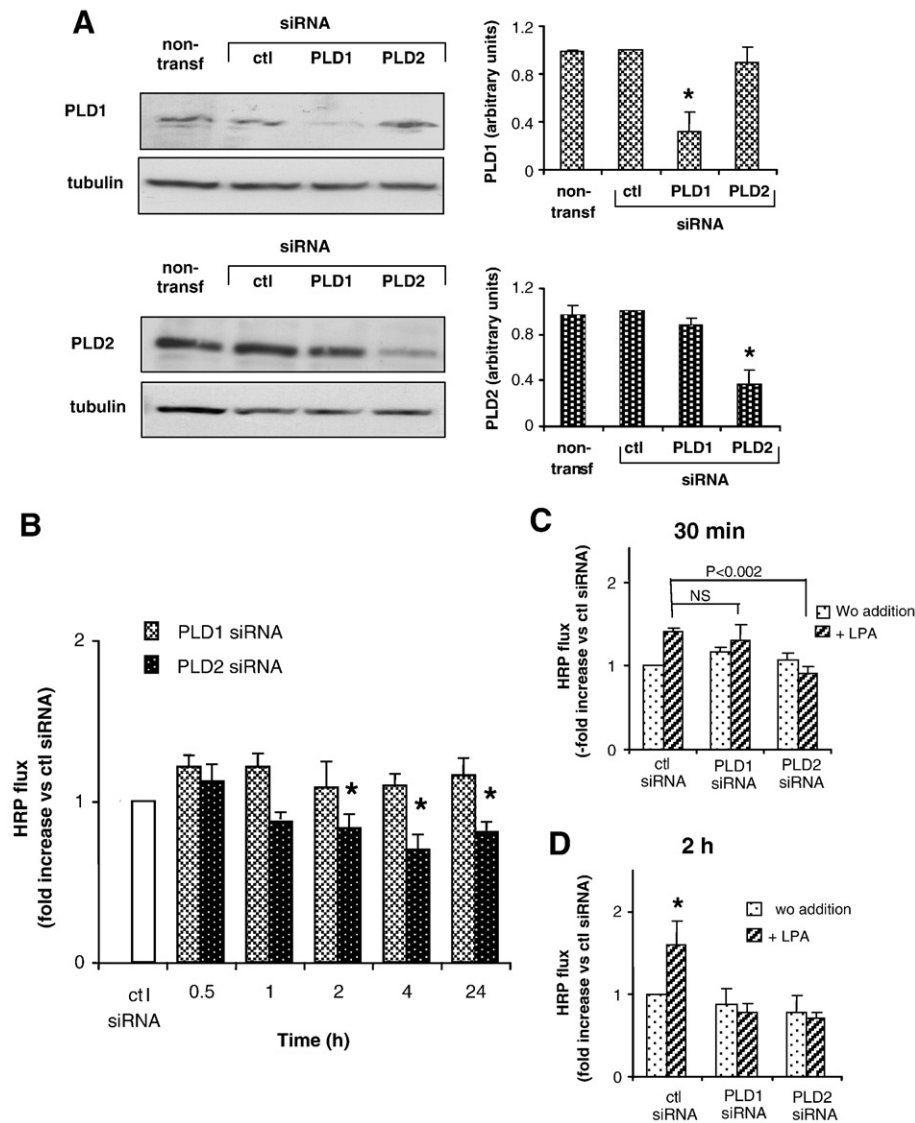 A
siRNA
non-
transf
ctl PLD1 PLD2
PLD1
tubulin
PLD1 (arbitrary units)
1.2
0.8
0.4
0
*
non-
transf
ctl PLD1 PLD2
siRNA
siRNA
non-
transf
ctl PLD1 PLD2
PLD2
tubulin
PLD2 (arbitrary units)
1.2
0.8
0.4
0
*
non-
transf
ctl PLD1 PLD2
siRNA
B
HRP flux
(fold increase vs ctl siRNA)
2
1
0
PLD1 siRNA
PLD2 siRNA
* * *
ctl
siRNA
0.5 1 2 4 24
Time (h)
C
30 min
HRP flux
(-fold increase vs ctl siRNA)
2
1
0
P<0.002
NS
Wo addition
+ LPA
ctl
siRNA
PLD1
siRNA
PLD2
siRNA
D
2 h
HRP flux
(fold increase vs ctl siRNA)
2
1
0
*
wo addition
+ LPA
ctl
siRNA
PLD1
siRNA
PLD2
siRNA